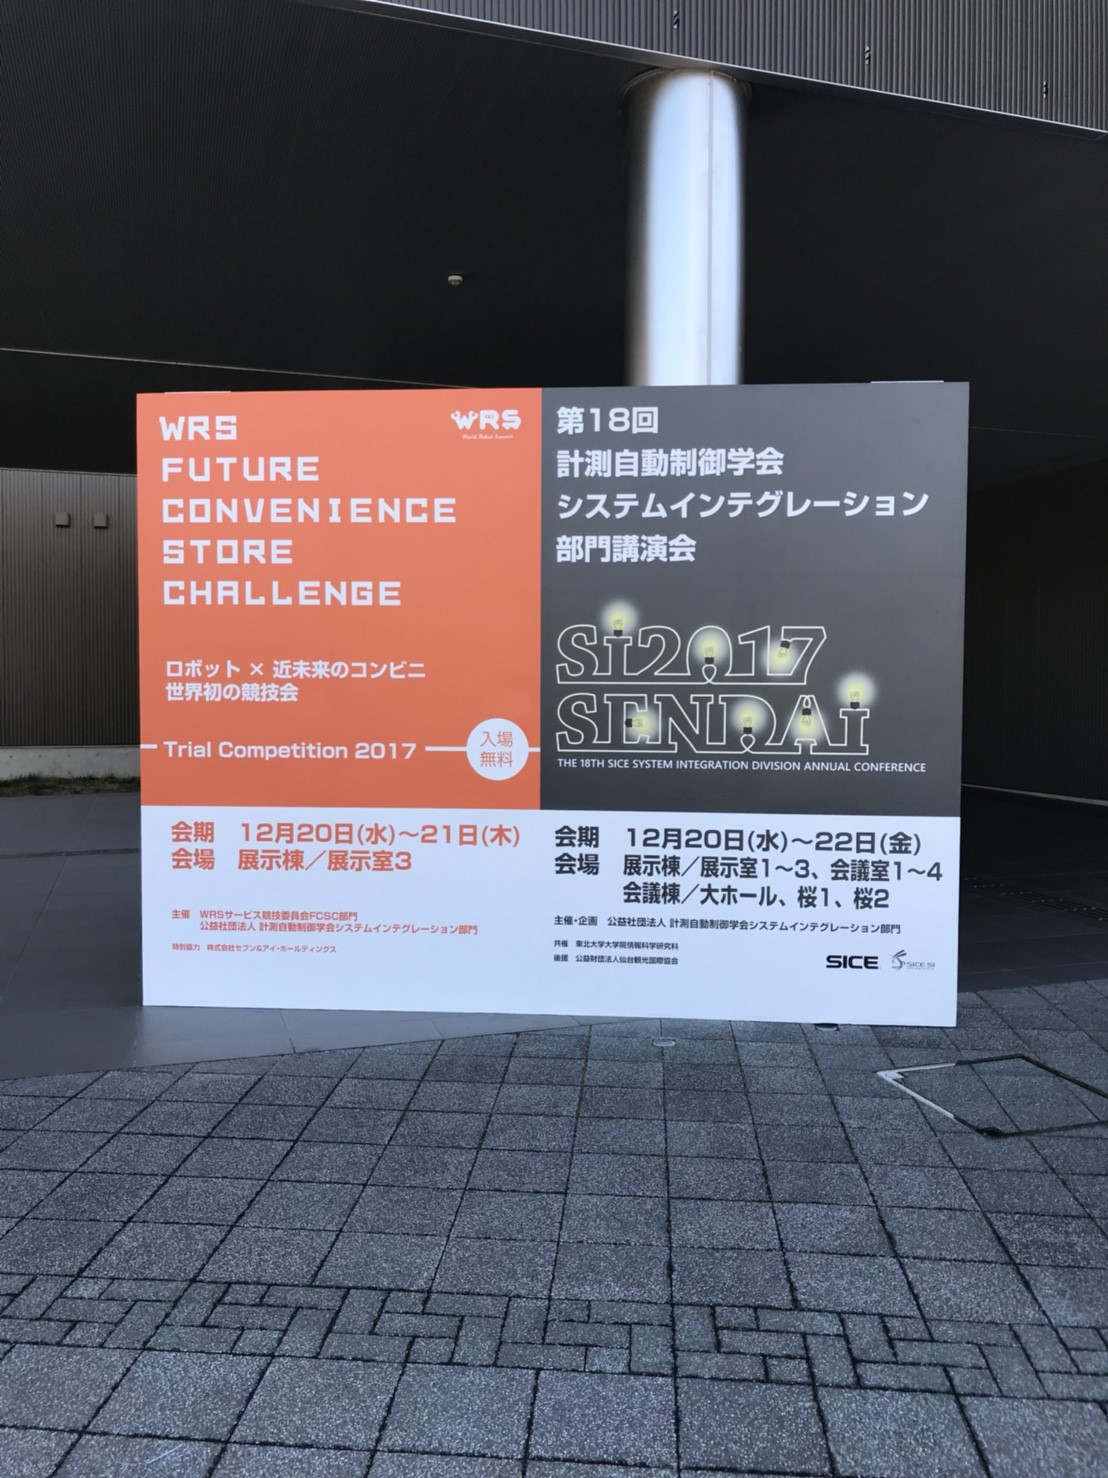 WRS
FUTURE
CONVENIENCE
STORE
CHALLENGE
WRS
World Robot Summit
ロボット × 近未来のコンビニ
世界初の競技会
Trial Competition 2017
入場
無料
会期 12月20日(水)～21日(木)
会場 展示棟／展示室3
主催 WRSサービス競技委員会FCSC部門
公益社団法人 計測自動制御学会システムインテグレーション部門
特別協力 株式会社セブン&アイ・ホールディングス
第18回
計測自動制御学会
システムインテグレーション
部門講演会
SI2017
SENDAI
THE 18TH SICE SYSTEM INTEGRATION DIVISION ANNUAL CONFERENCE
会期 12月20日(水)～22日(金)
会場 展示棟／展示室1～3、会議室1～4
会議棟／大ホール、桜1、桜2
主催・企画 公益社団法人 計測自動制御学会システムインテグレーション部門
共催 東北大学大学院情報科学研究科
後援 公益財団法人仙台観光国際協会
SICE
SICE SI